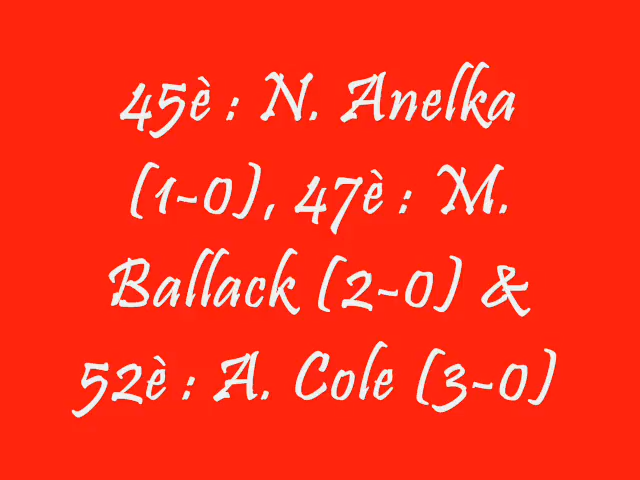 45è : N. Anelka
(1-0), 47è : M.
Ballack (2-0) &
52è : A. Cole (3-0)